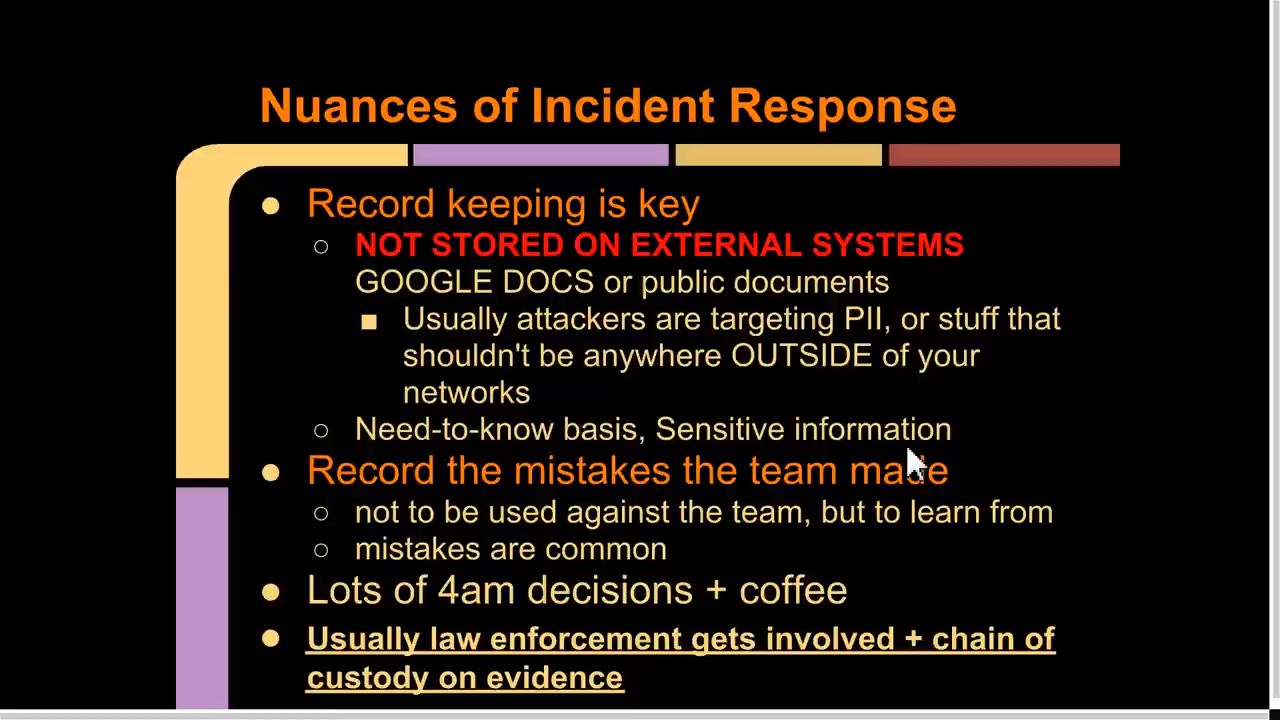 Nuances of Incident Response
● Record keeping is key
○ NOT STORED ON EXTERNAL SYSTEMS
GOOGLE DOCS or public documents
■ Usually attackers are targeting PII, or stuff that
shouldn't be anywhere OUTSIDE of your
networks
○ Need-to-know basis, Sensitive information
● Record the mistakes the team made
○ not to be used against the team, but to learn from
○ mistakes are common
● Lots of 4am decisions + coffee
● Usually law enforcement gets involved + chain of
custody on evidence